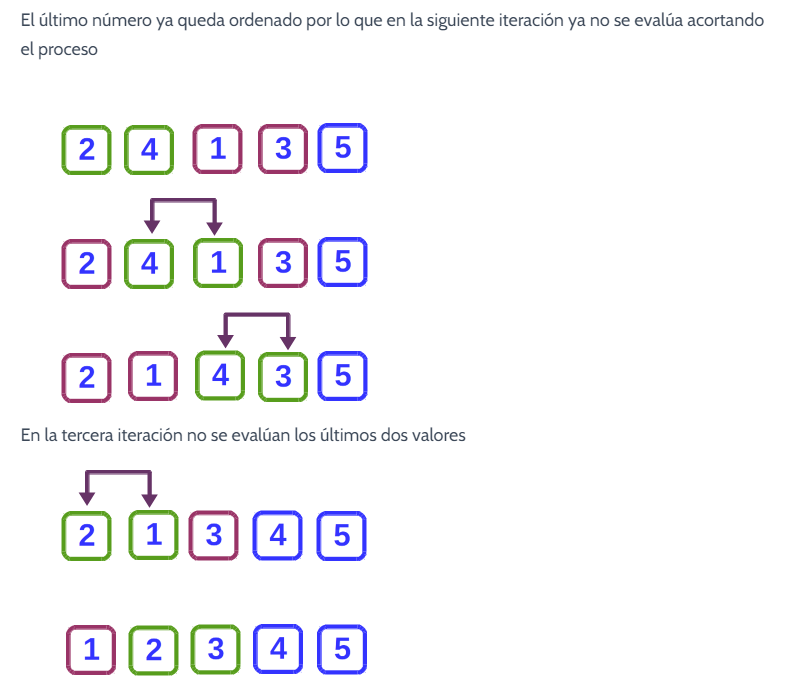 El último número ya queda ordenado por lo que en la siguiente iteración ya no se evalúa acortando
el proceso
2 4 1 3 5
2 4 1 3 5
2 1 4 3 5
En la tercera iteración no se evalúan los últimos dos valores
2 1 3 4 5
1 2 3 4 5